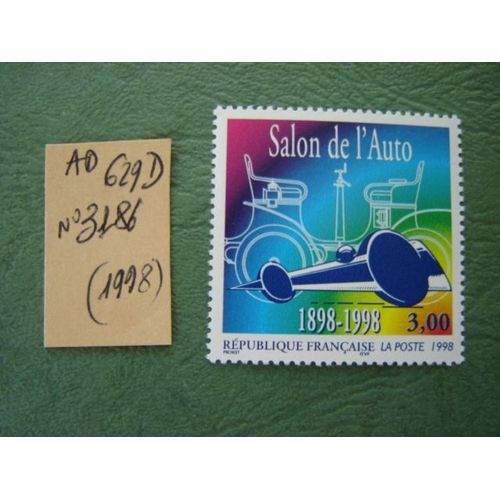 AD 629D
N° 3186
(1998)
Salon de l'Auto
1898-1998 3,00
RÉPUBLIQUE FRANÇAISE LA POSTE 1998